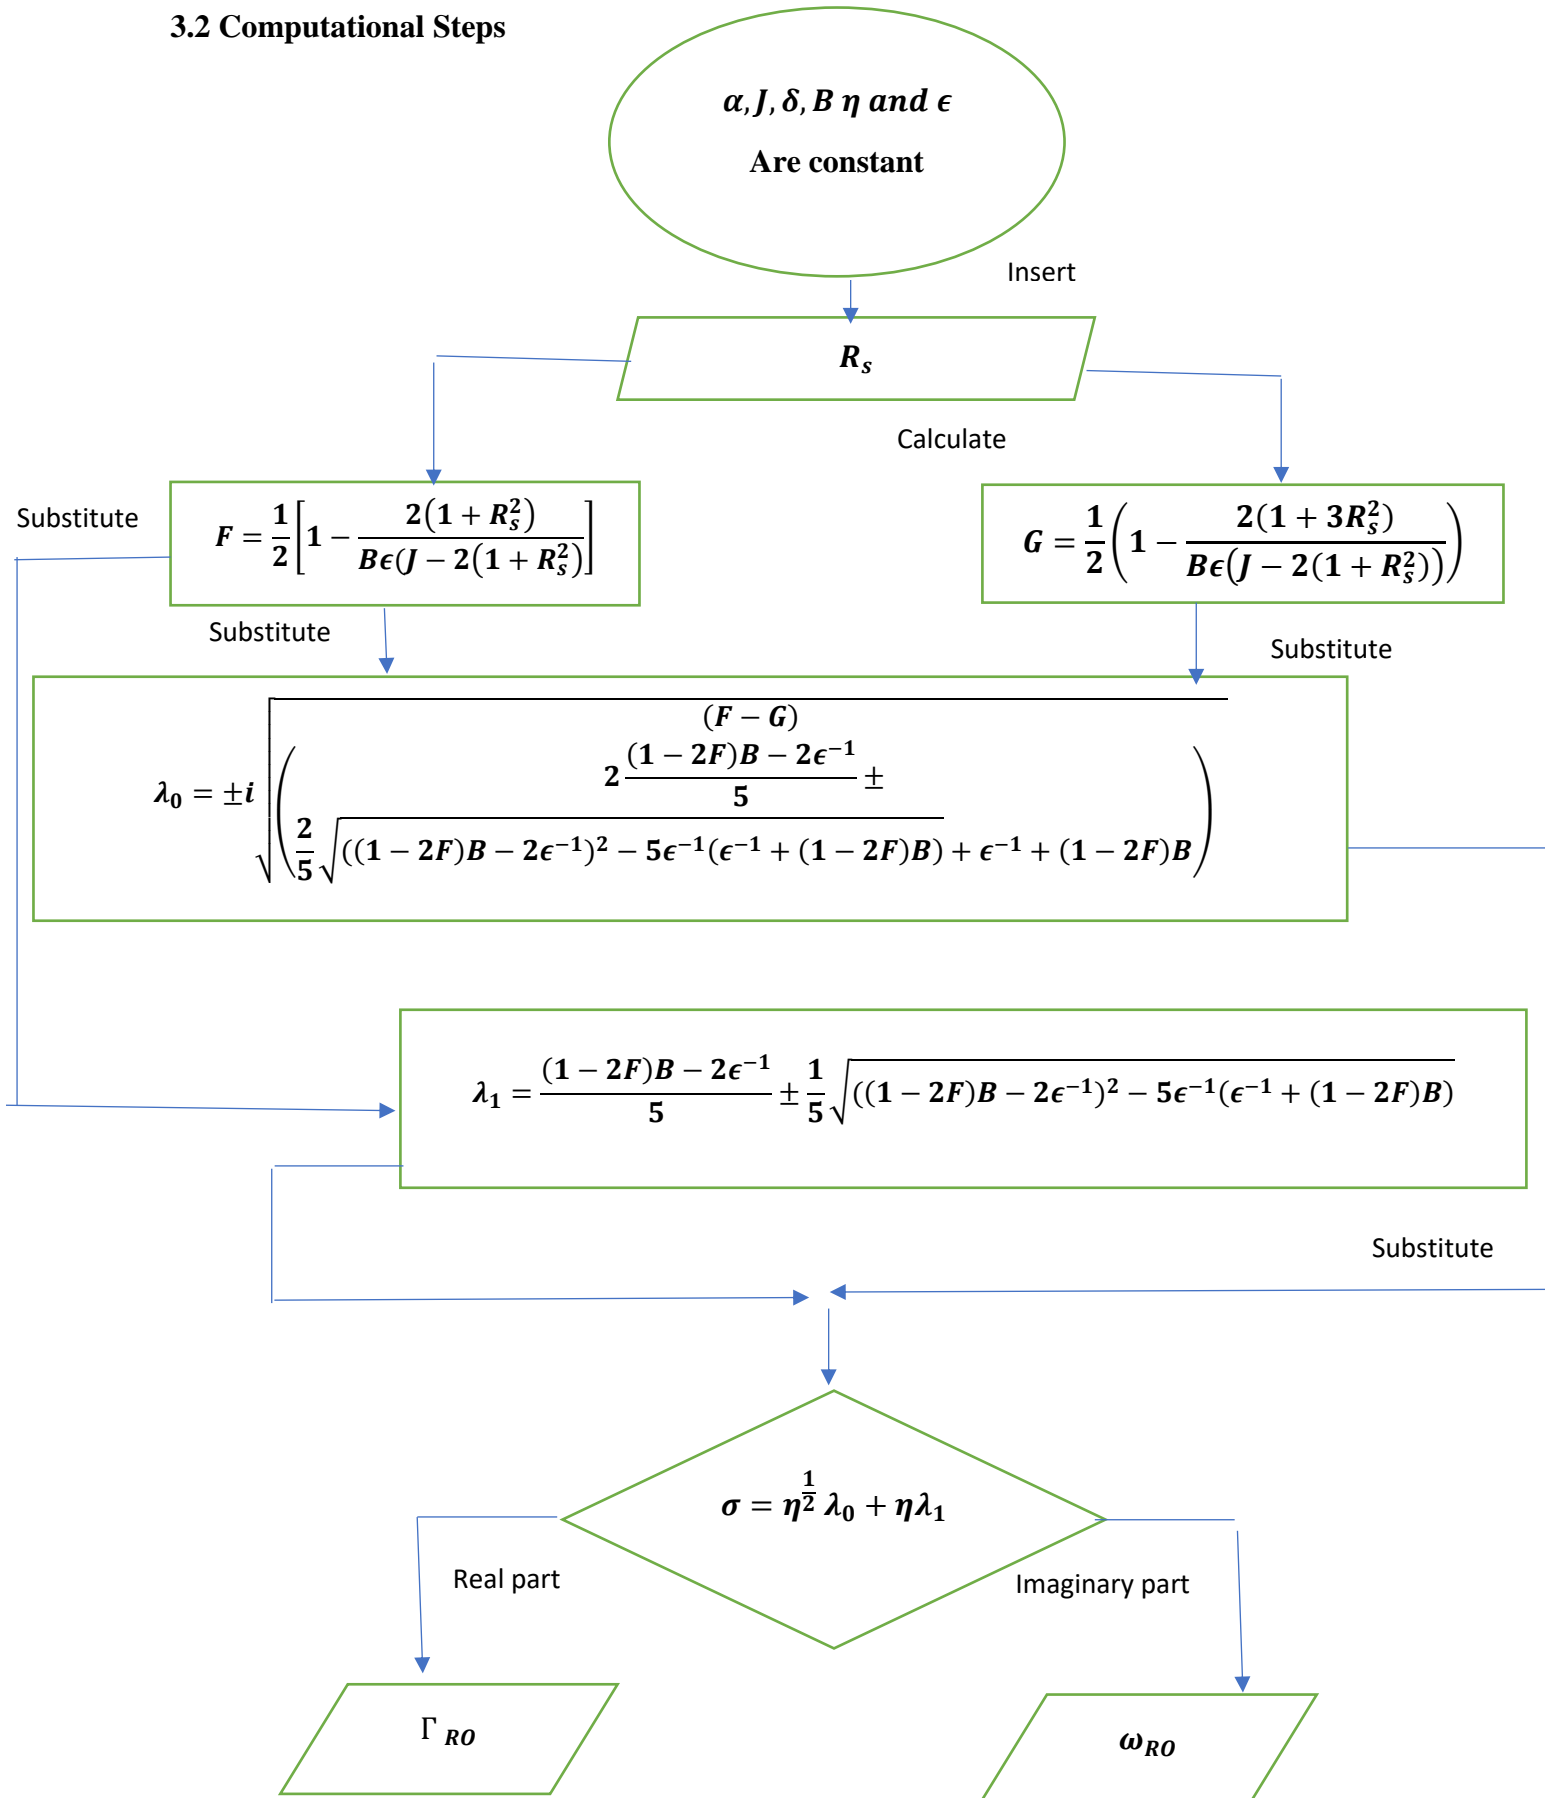 3.2 Computational Steps
α, J, δ, B η and ϵ
Are constant
Insert
R_s
Calculate
Substitute
F = 1/2 [1 − 2(1 + R_s^2) / Bϵ(J − 2(1 + R_s^2)]
G = 1/2 (1 − 2(1 + 3R_s^2) / Bϵ(J − 2(1 + R_s^2)))
Substitute
Substitute
λ_0 = ±i √ (F − G)
(2 ((1 − 2F)B − 2ϵ^−1) / 5 ±
2/5 √(((1 − 2F)B − 2ϵ^−1)^2 − 5ϵ^−1(ϵ^−1 + (1 − 2F)B) + ϵ^−1 + (1 − 2F)B)
λ_1 = ((1 − 2F)B − 2ϵ^−1) / 5 ± 1/5 √(((1 − 2F)B − 2ϵ^−1)^2 − 5ϵ^−1(ϵ^−1 + (1 − 2F)B)
Substitute
σ = η^(1/2) λ_0 + ηλ_1
Real part
Imaginary part
Γ_RO
ω_RO